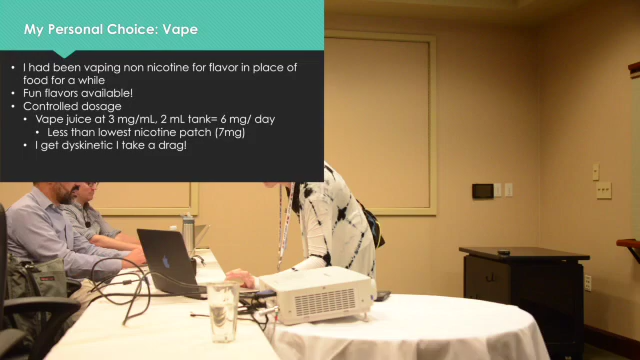 My Personal Choice: Vape
• I had been vaping non nicotine for flavor in place of
food for a while
• Fun flavors available!
• Controlled dosage
• Vape juice at 3 mg/mL, 2 mL tank= 6 mg/ day
• Less than lowest nicotine patch (7mg)
• I get dyskinetic I take a drag!